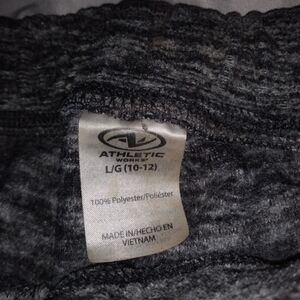 ATHLETIC
WORKS
L/G (10-12)
100% Polyester/Poliéster
MADE IN/HECHO EN
VIETNAM